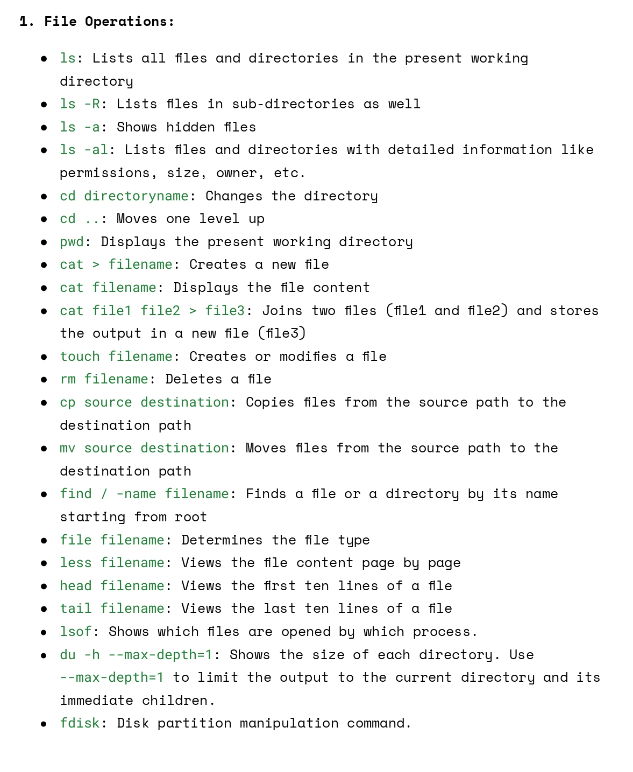 1. File Operations:
● ls: Lists all files and directories in the present working
directory
● ls -R: Lists files in sub-directories as well
● ls -a: Shows hidden files
● ls -al: Lists files and directories with detailed information like
permissions, size, owner, etc.
● cd directoryname: Changes the directory
● cd ..: Moves one level up
● pwd: Displays the present working directory
● cat > filename: Creates a new file
● cat filename: Displays the file content
● cat file1 file2 > file3: Joins two files (file1 and file2) and stores
the output in a new file (file3)
● touch filename: Creates or modifies a file
● rm filename: Deletes a file
● cp source destination: Copies files from the source path to the
destination path
● mv source destination: Moves files from the source path to the
destination path
● find / -name filename: Finds a file or a directory by its name
starting from root
● file filename: Determines the file type
● less filename: Views the file content page by page
● head filename: Views the first ten lines of a file
● tail filename: Views the last ten lines of a file
● lsof: Shows which files are opened by which process.
● du -h --max-depth=1: Shows the size of each directory. Use
--max-depth=1 to limit the output to the current directory and its
immediate children.
● fdisk: Disk partition manipulation command.